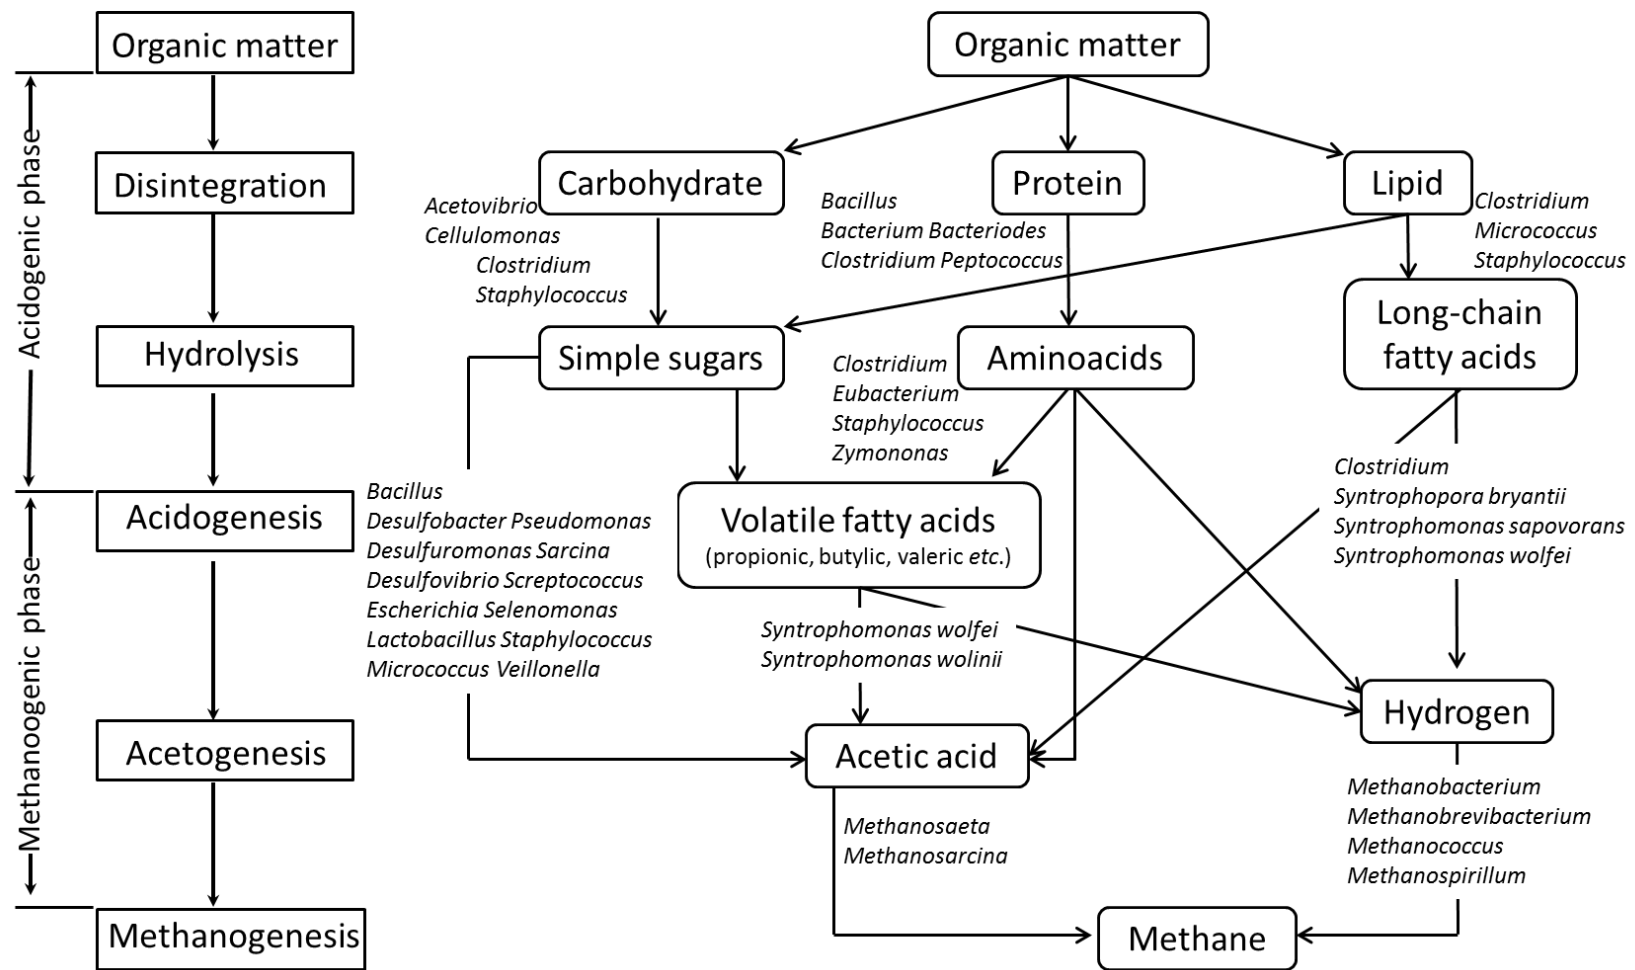 Organic matter
Disintegration
Hydrolysis
Acidogenesis
Acetogenesis
Methanogenesis
Acidogenic phase
Methanoogenic phase
Organic matter
Carbohydrate
Protein
Lipid
Acetovibrio
Cellulomonas
Clostridium
Staphylococcus
Bacillus
Bacterium Bacteriodes
Clostridium Peptococcus
Clostridium
Micrococcus
Staphylococcus
Simple sugars
Aminoacids
Long-chain
fatty acids
Clostridium
Eubacterium
Staphylococcus
Zymononas
Bacillus
Desulfobacter Pseudomonas
Desulfuromonas Sarcina
Desulfovibrio Screptococcus
Escherichia Selenomonas
Lactobacillus Staphylococcus
Micrococcus Veillonella
Volatile fatty acids
(propionic, butylic, valeric etc.)
Clostridium
Syntrophopora bryantii
Syntrophomonas sapovorans
Syntrophomonas wolfei
Syntrophomonas wolfei
Syntrophomonas wolinii
Acetic acid
Hydrogen
Methanosaeta
Methanosarcina
Methanobacterium
Methanobrevibacterium
Methanococcus
Methanospirillum
Methane